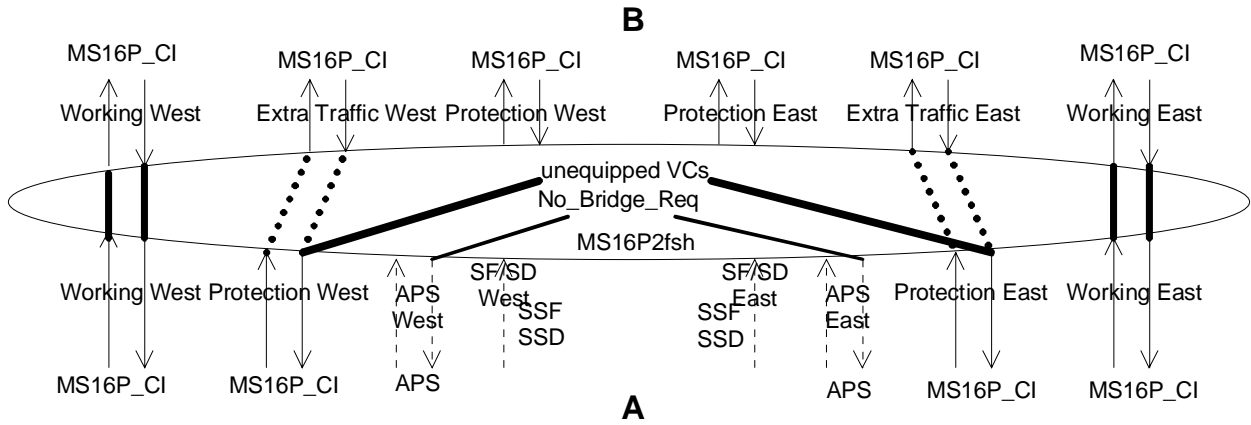 B
MS16P_CI MS16P_CI MS16P_CI MS16P_CI MS16P_CI MS16P_CI
Working West Extra Traffic West Protection West Protection East Extra Traffic East Working East
unequipped VCs
No_Bridge_Req
MS16P2fsh
Working West Protection West APS West SF/SD West SF/SD East APS East Protection East Working East
SSF SSF
SSD SSD
MS16P_CI MS16P_CI APS APS MS16P_CI MS16P_CI
A